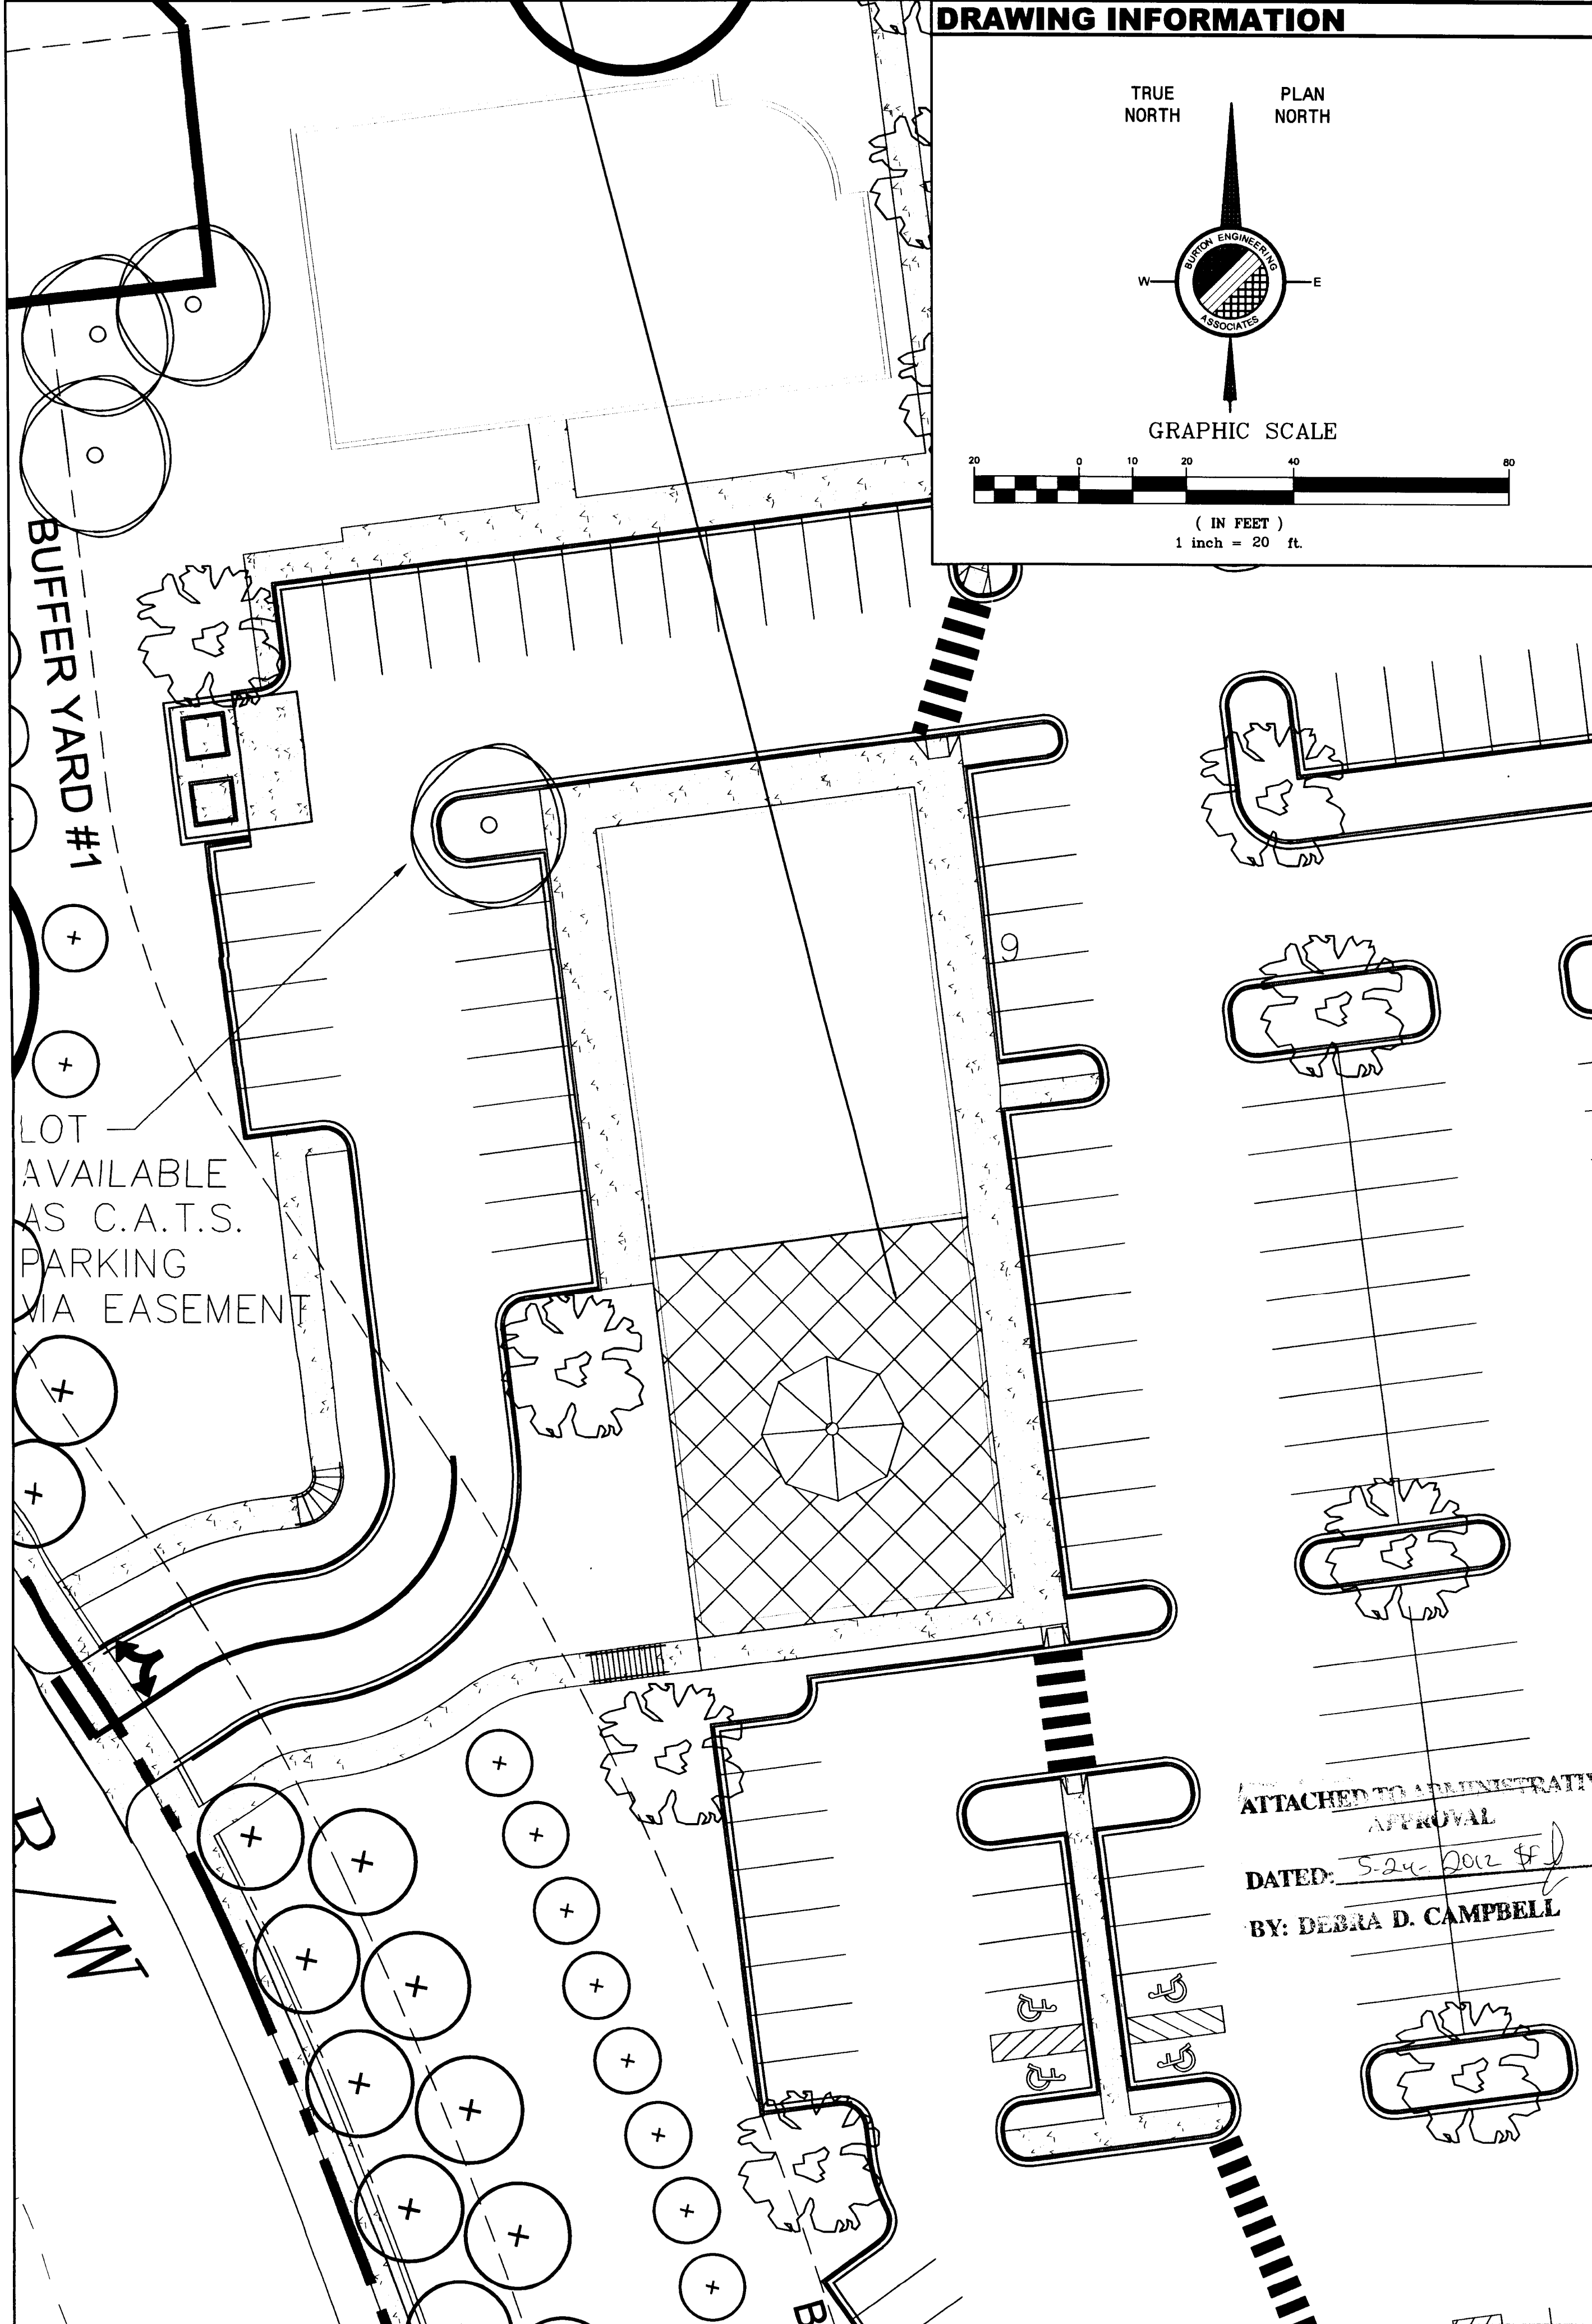 DRAWING INFORMATION
TRUE
NORTH
PLAN
NORTH
BURTON ENGINEERING
ASSOCIATES
W
E
GRAPHIC SCALE
20 0 10 20 40 80
( IN FEET )
1 inch = 20 ft.
BUFFER YARD #1
9
LOT
AVAILABLE
AS C.A.T.S.
PARKING
VIA EASEMENT
R/W
ATTACHED TO ADMINISTRATIV
APPROVAL
DATED: 5-24-2012
BY: DEBRA D. CAMPBELL
B